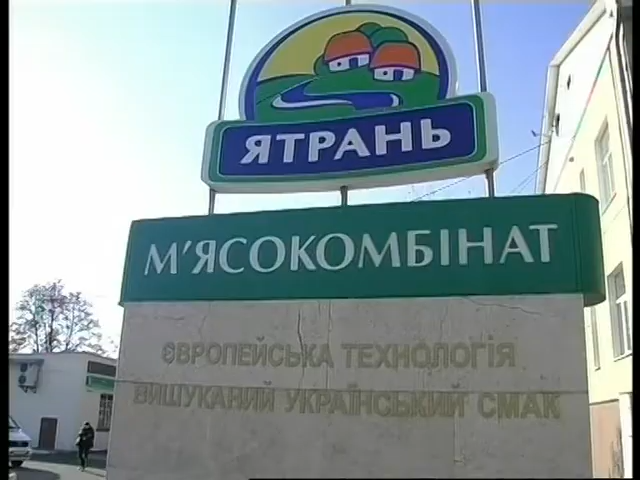 ЯТРАНЬ
М'ЯСОКОМБІНАТ
ЄВРОПЕЙСЬКА ТЕХНОЛОГІЯ
ВИШУКАНИЙ УКРАЇНСЬКИЙ СМАК